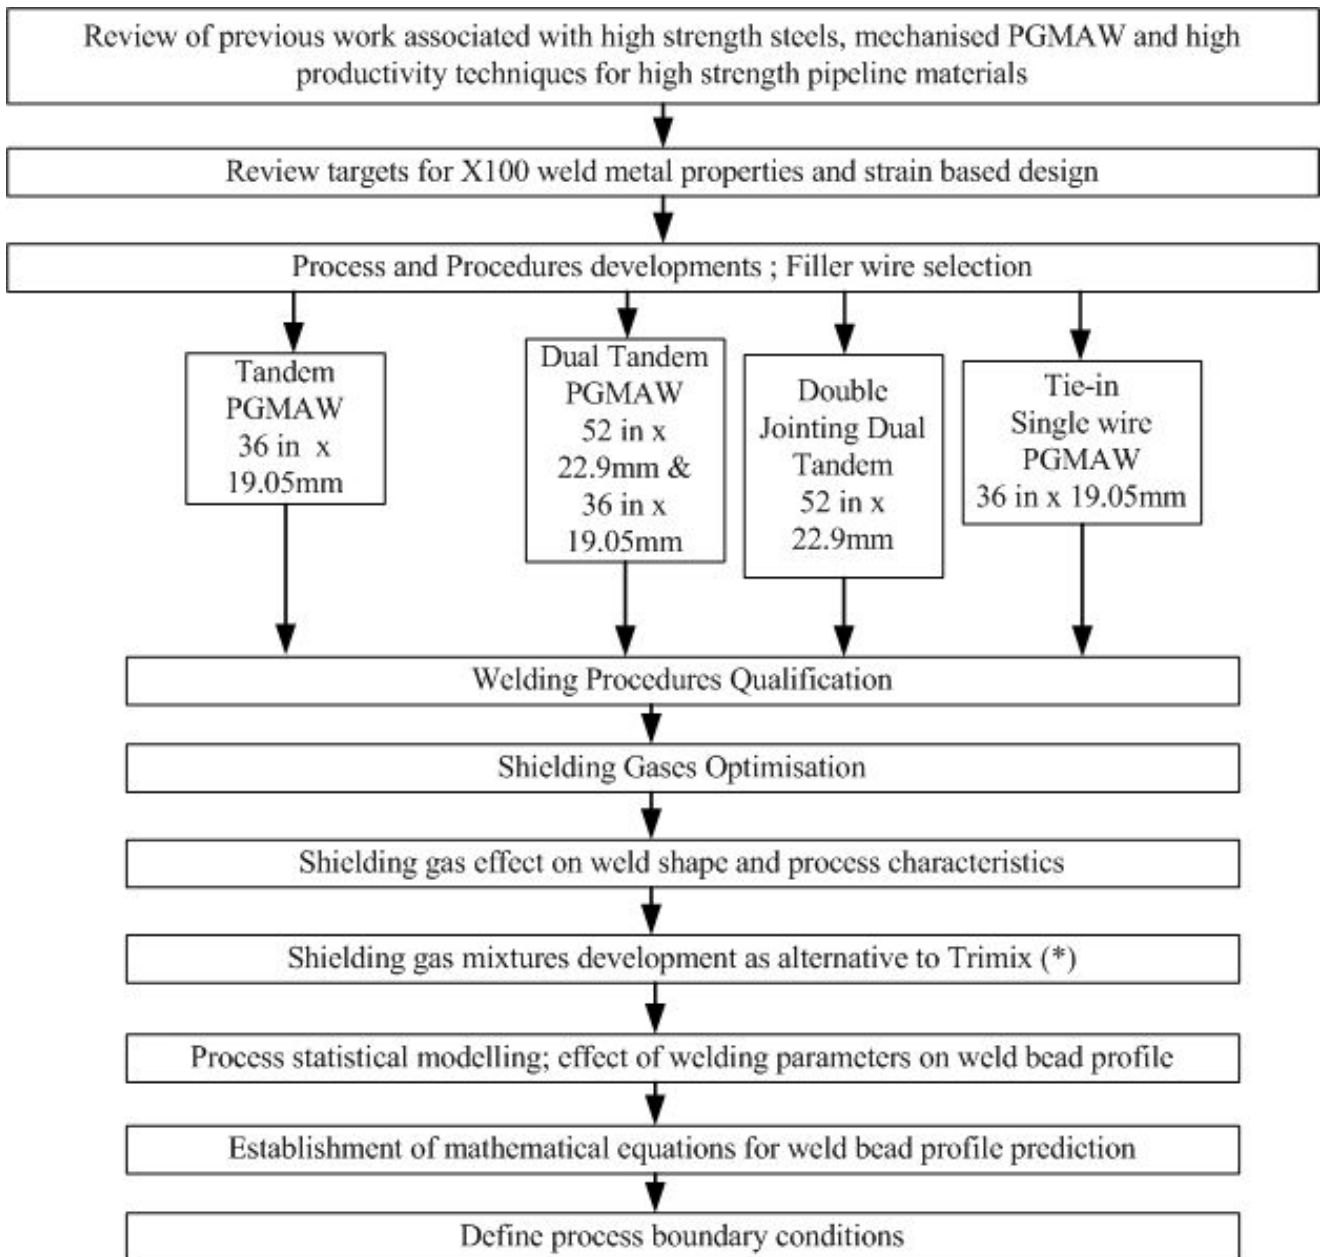 Review of previous work associated with high strength steels, mechanised PGMAW and high
productivity techniques for high strength pipeline materials
Review targets for X100 weld metal properties and strain based design
Process and Procedures developments ; Filler wire selection
Tandem
PGMAW
36 in x
19.05mm
Dual Tandem
PGMAW
52 in x
22.9mm &
36 in x
19.05mm
Double
Jointing Dual
Tandem
52 in x
22.9mm
Tie-in
Single wire
PGMAW
36 in x 19.05mm
Welding Procedures Qualification
Shielding Gases Optimisation
Shielding gas effect on weld shape and process characteristics
Shielding gas mixtures development as alternative to Trimix (*)
Process statistical modelling; effect of welding parameters on weld bead profile
Establishment of mathematical equations for weld bead profile prediction
Define process boundary conditions